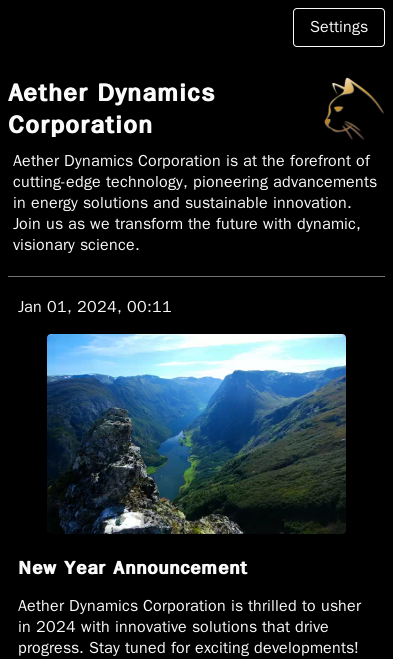 Settings
Aether Dynamics
Corporation
Aether Dynamics Corporation is at the forefront of
cutting-edge technology, pioneering advancements
in energy solutions and sustainable innovation.
Join us as we transform the future with dynamic,
visionary science.
Jan 01, 2024, 00:11
New Year Announcement
Aether Dynamics Corporation is thrilled to usher
in 2024 with innovative solutions that drive
progress. Stay tuned for exciting developments!